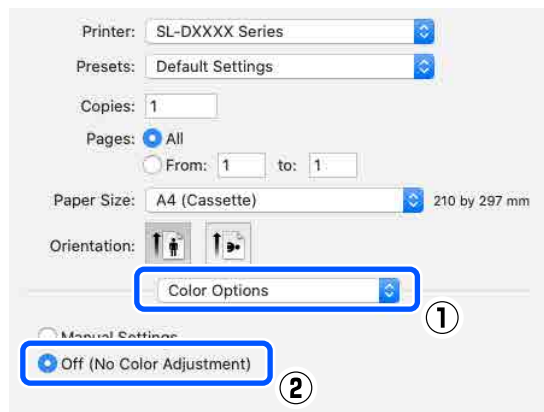 Printer: SL-DXXXX Series
Presets: Default Settings
Copies: 1
Pages: All
From: 1 to: 1
Paper Size: A4 (Cassette) 210 by 297 mm
Orientation:
Color Options
①
Manual Settings
Off (No Color Adjustment)
②